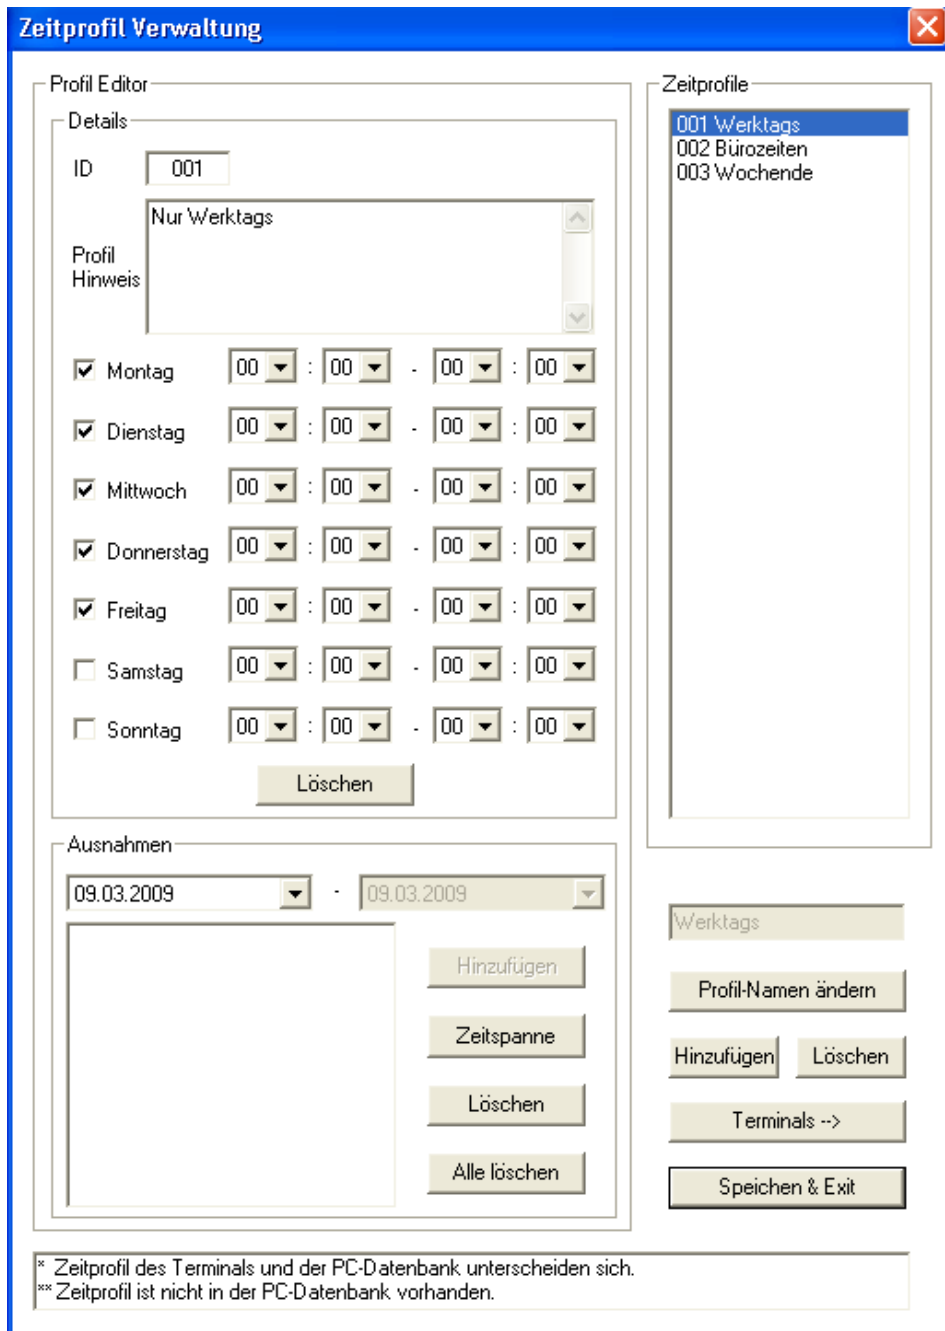 Zeitprofil Verwaltung
Profil Editor
Details
ID 001
Profil
Hinweis
Nur Werktags
Montag 00 : 00 - 00 : 00
Dienstag 00 : 00 - 00 : 00
Mittwoch 00 : 00 - 00 : 00
Donnerstag 00 : 00 - 00 : 00
Freitag 00 : 00 - 00 : 00
Samstag 00 : 00 - 00 : 00
Sonntag 00 : 00 - 00 : 00
Löschen
Ausnahmen
09.03.2009 - 09.03.2009
Hinzufügen
Zeitspanne
Löschen
Alle löschen
Zeitprofile
001 Werktags
002 Bürozeiten
003 Wochende
Werktags
Profil-Namen ändern
Hinzufügen Löschen
Terminals -->
Speichen & Exit
* Zeitprofil des Terminals und der PC-Datenbank unterscheiden sich.
** Zeitprofil ist nicht in der PC-Datenbank vorhanden.